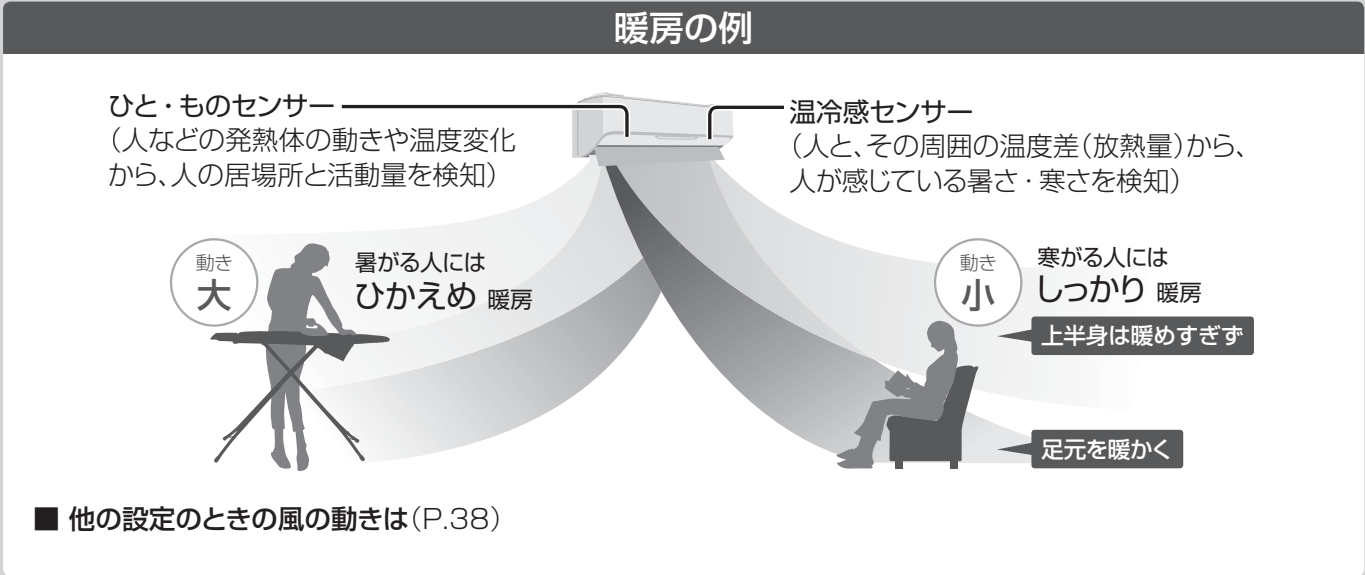 暖房の例
ひと・ものセンサー
（人などの発熱体の動きや温度変化
から、人の居場所と活動量を検知）
温冷感センサー
（人と、その周囲の温度差（放熱量）から、
人が感じている暑さ・寒さを検知）
動き
大
暑がる人には
ひかえめ 暖房
動き
小
寒がる人には
しっかり 暖房
上半身は暖めすぎず
足元を暖かく
■ 他の設定のときの風の動きは（P.38）